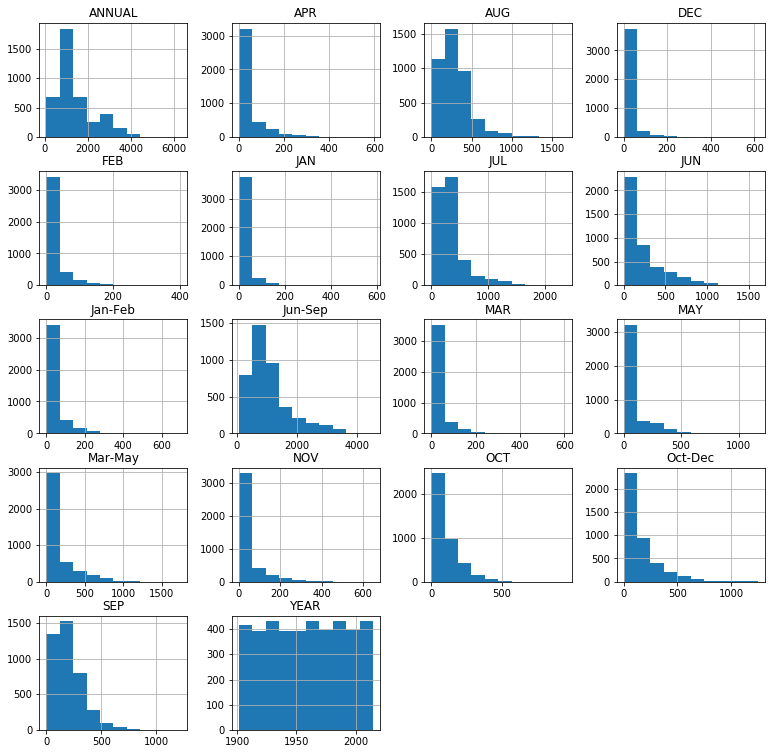 ANNUAL APR AUG DEC
1500 1000 500 0
0 2000 4000 6000
3000 2000 1000 0
0 200 400 600
1500 1000 500 0
0 500 1000 1500
3000 2000 1000 0
0 200 400 600
FEB JAN JUL JUN
3000 2000 1000 0
0 200 400
3000 2000 1000 0
0 200 400 600
1500 1000 500 0
0 1000 2000
2000 1500 1000 500 0
0 500 1000 1500
Jan-Feb Jun-Sep MAR MAY
3000 2000 1000 0
0 200 400 600
1500 1000 500 0
0 2000 4000
3000 2000 1000 0
0 200 400 600
3000 2000 1000 0
0 500 1000
Mar-May NOV OCT Oct-Dec
3000 2000 1000 0
0 500 1000 1500
3000 2000 1000 0
0 200 400 600
2000 1000 0
0 500
2000 1500 1000 500 0
0 500 1000
SEP YEAR
1500 1000 500 0
0 500 1000
400 300 200 100 0
1900 1950 2000